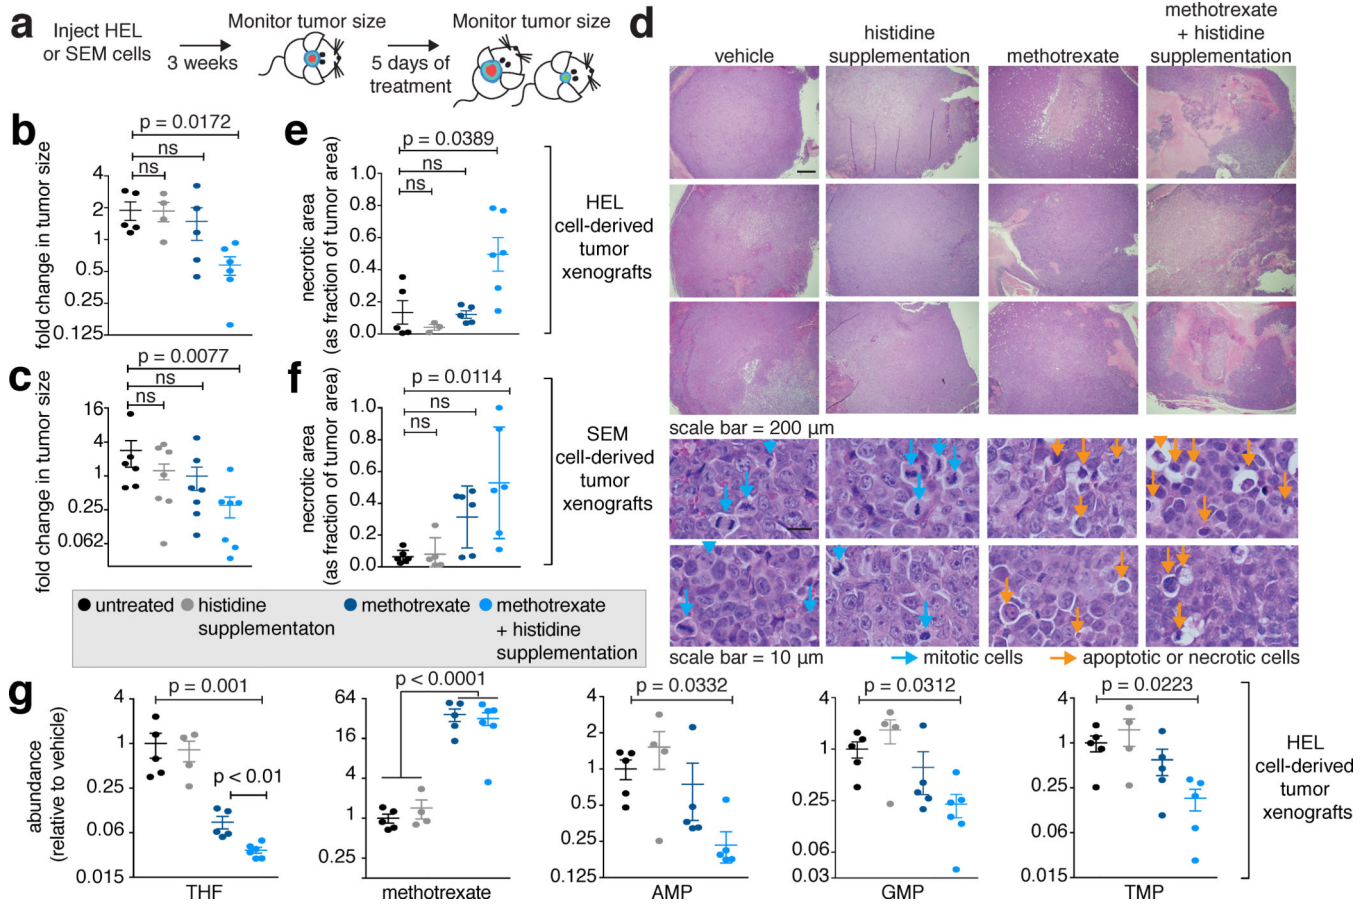 a
Inject HEL
or SEM cells
3 weeks
Monitor tumor size
5 days of
treatment
Monitor tumor size
b
p = 0.0172
ns
ns
fold change in tumor size
4
2
1
0.5
0.25
0.125
c
p = 0.0077
ns
ns
fold change in tumor size
16
4
1
0.25
0.062
e
p = 0.0389
ns
ns
necrotic area
(as fraction of tumor area)
1.0
0.8
0.6
0.4
0.2
0.0
HEL
cell-derived
tumor
xenografts
f
p = 0.0114
ns
ns
necrotic area
(as fraction of tumor area)
1.0
0.8
0.6
0.4
0.2
0.0
SEM
cell-derived
tumor
xenografts
untreated
histidine
supplementaton
methotrexate
methotrexate
+ histidine
supplementation
d
vehicle
histidine
supplementation
methotrexate
methotrexate
+ histidine
supplementation
scale bar = 200 µm
scale bar = 10 µm
mitotic cells
apoptotic or necrotic cells
g
abundance
(relative to vehicle)
p = 0.001
p < 0.01
4
1
0.25
0.06
0.015
THF
p < 0.0001
64
16
4
1
0.25
methotrexate
p = 0.0332
4
2
1
0.5
0.25
0.125
AMP
p = 0.0312
4
1
0.25
0.06
0.03
GMP
p = 0.0223
4
1
0.25
0.06
0.015
TMP
HEL
cell-derived
tumor
xenografts